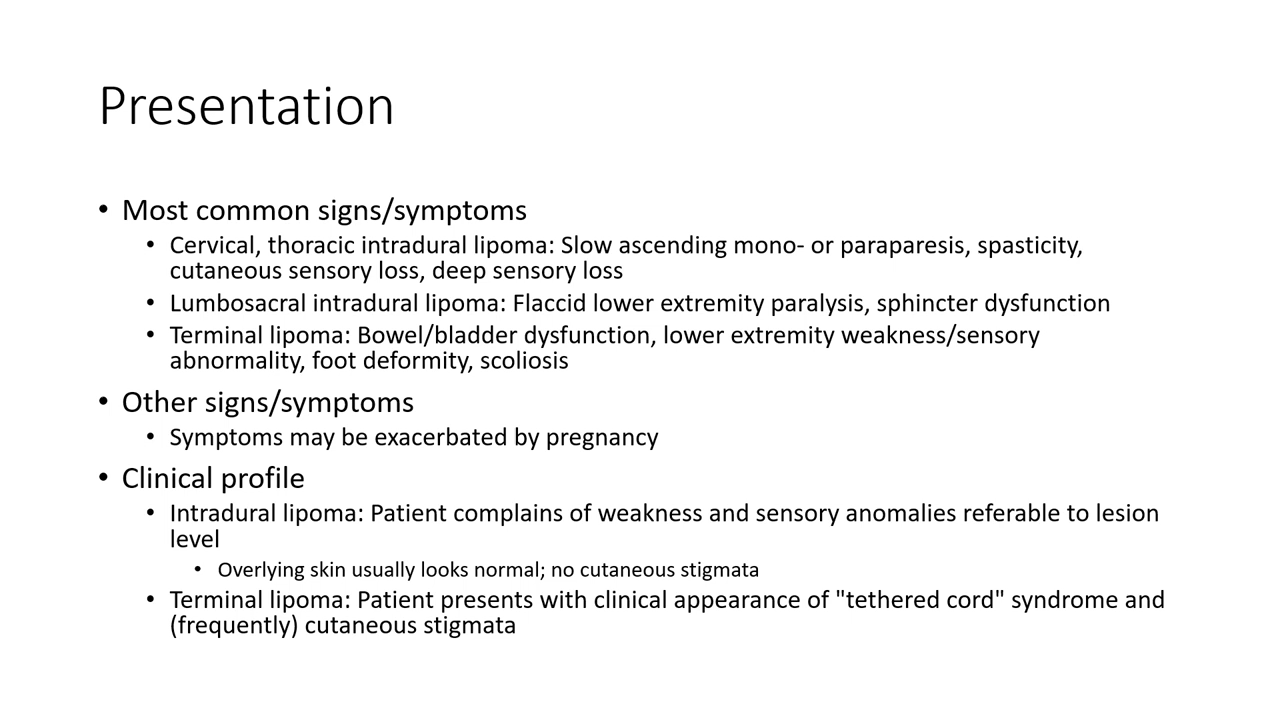 Presentation
• Most common signs/symptoms
• Cervical, thoracic intradural lipoma: Slow ascending mono- or paraparesis, spasticity,
cutaneous sensory loss, deep sensory loss
• Lumbosacral intradural lipoma: Flaccid lower extremity paralysis, sphincter dysfunction
• Terminal lipoma: Bowel/bladder dysfunction, lower extremity weakness/sensory
abnormality, foot deformity, scoliosis
• Other signs/symptoms
• Symptoms may be exacerbated by pregnancy
• Clinical profile
• Intradural lipoma: Patient complains of weakness and sensory anomalies referable to lesion
level
• Overlying skin usually looks normal; no cutaneous stigmata
• Terminal lipoma: Patient presents with clinical appearance of "tethered cord" syndrome and
(frequently) cutaneous stigmata